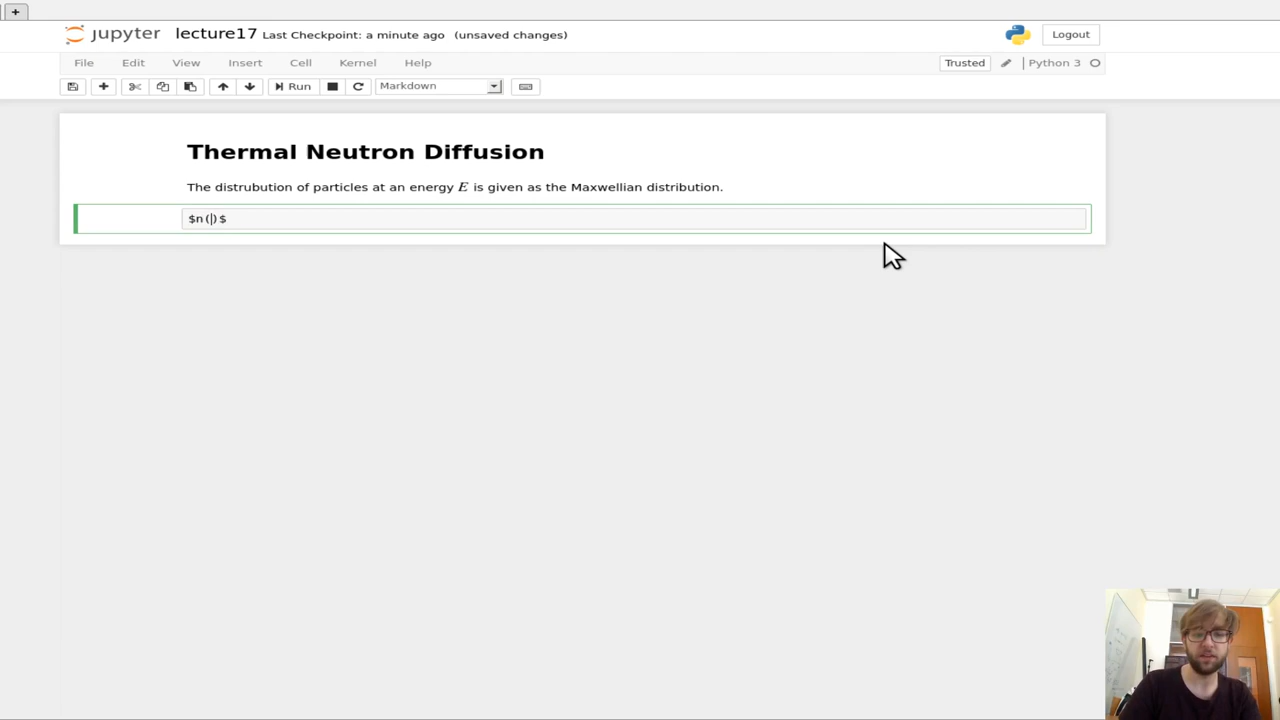 +
jupyter lecture17 Last Checkpoint: a minute ago (unsaved changes) Logout
File Edit View Insert Cell Kernel Help Trusted Python 3
Run Markdown
Thermal Neutron Diffusion
The distrubution of particles at an energy E is given as the Maxwellian distribution.
$n()$